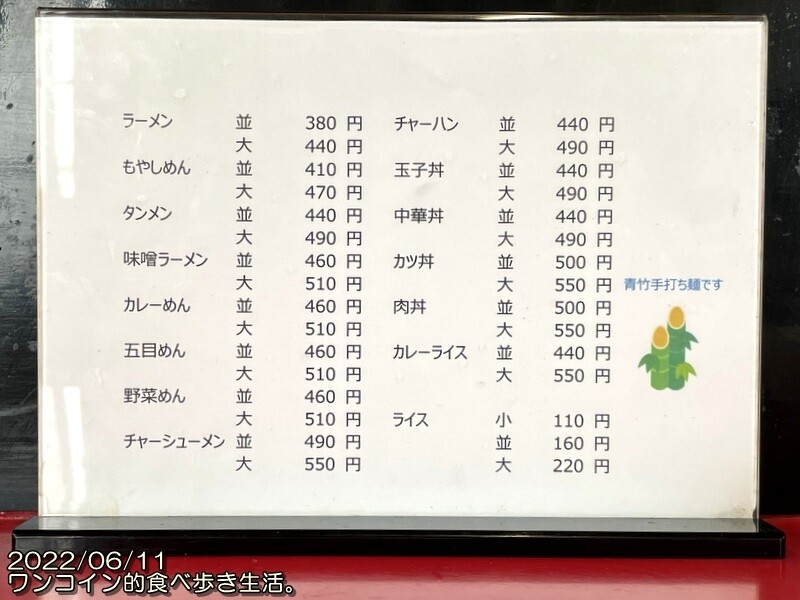 ラーメン 並 380 円
大 440 円
もやしめん 並 410 円
大 470 円
タンメン 並 440 円
大 490 円
味噌ラーメン 並 460 円
大 510 円
カレーめん 並 460 円
大 510 円
五目めん 並 460 円
大 510 円
野菜めん 並 460 円
大 510 円
チャーシューメン 並 490 円
大 550 円
チャーハン 並 440 円
大 490 円
玉子丼 並 440 円
大 490 円
中華丼 並 440 円
大 490 円
カツ丼 並 500 円
大 550 円
肉丼 並 500 円
大 550 円
カレーライス 並 440 円
大 550 円
ライス 小 110 円
並 160 円
大 220 円
青竹手打ち麺です
2022/06/11
ワンコイン的食べ歩き生活。